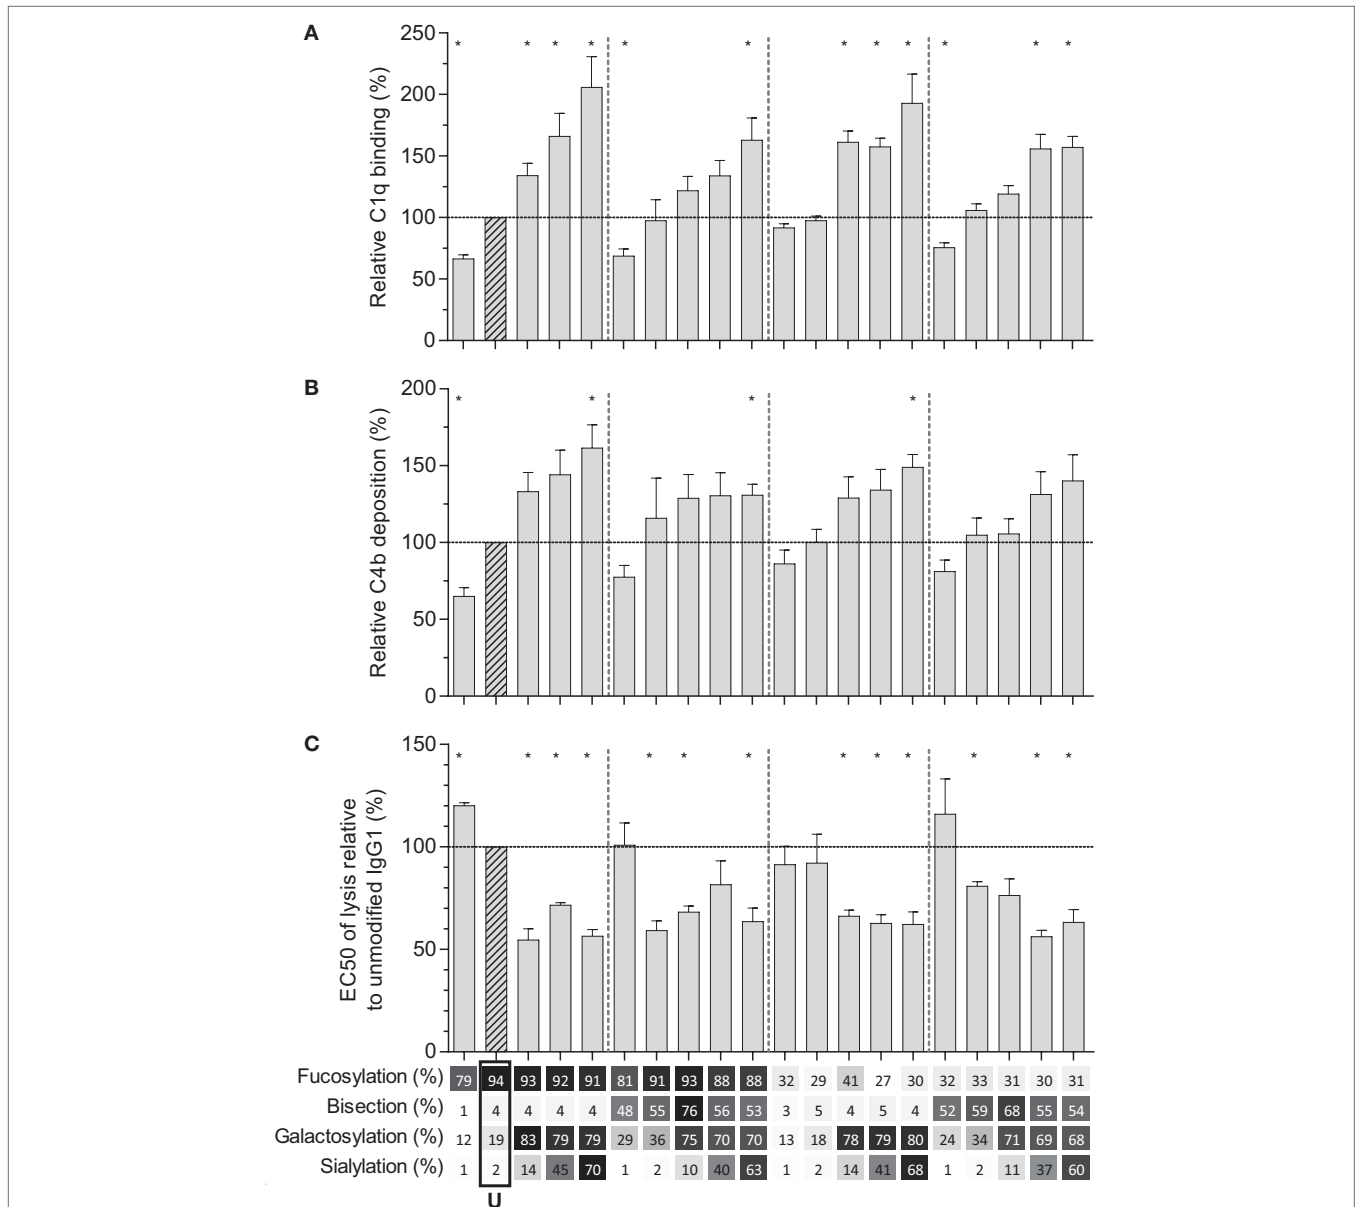 A
Relative C1q binding (%)
250
200
150
100
50
0
* * * * * * * * * * * *
B
Relative C4b deposition (%)
200
150
100
50
0
* * * *
C
EC50 of lysis relative
to unmodified IgG1 (%)
150
100
50
0
* * * * * * * * * * * * *
Fucosylation (%) 79 94 93 92 91 81 91 93 88 88 32 29 41 27 30 32 33 31 30 31
Bisection (%) 1 4 4 4 4 48 55 76 56 53 3 5 4 5 4 52 59 68 55 54
Galactosylation (%) 12 19 83 79 79 29 36 75 70 70 13 18 78 79 80 24 34 71 69 68
Sialylation (%) 1 2 14 45 70 1 2 10 40 63 1 2 14 41 68 1 2 11 37 60
U